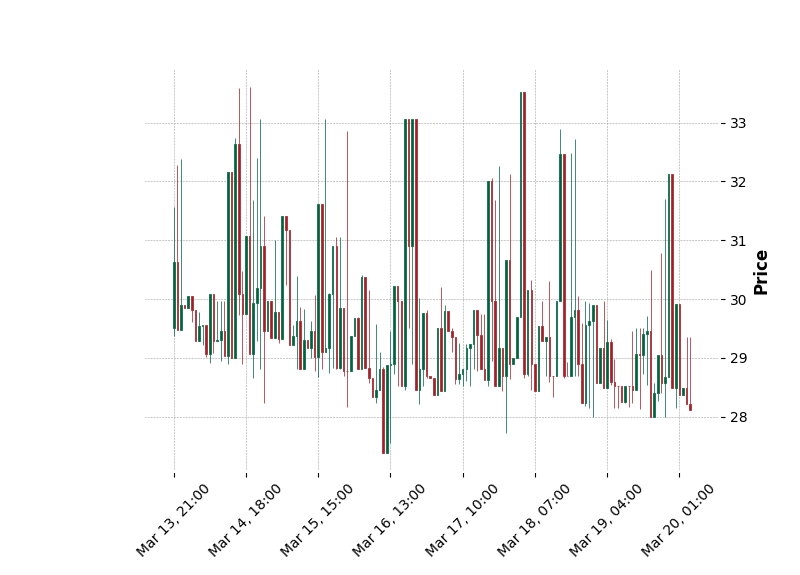 33
32
31
30
29
28
Price
Mar 13, 21:00
Mar 14, 18:00
Mar 15, 15:00
Mar 16, 13:00
Mar 17, 10:00
Mar 18, 07:00
Mar 19, 04:00
Mar 20, 01:00